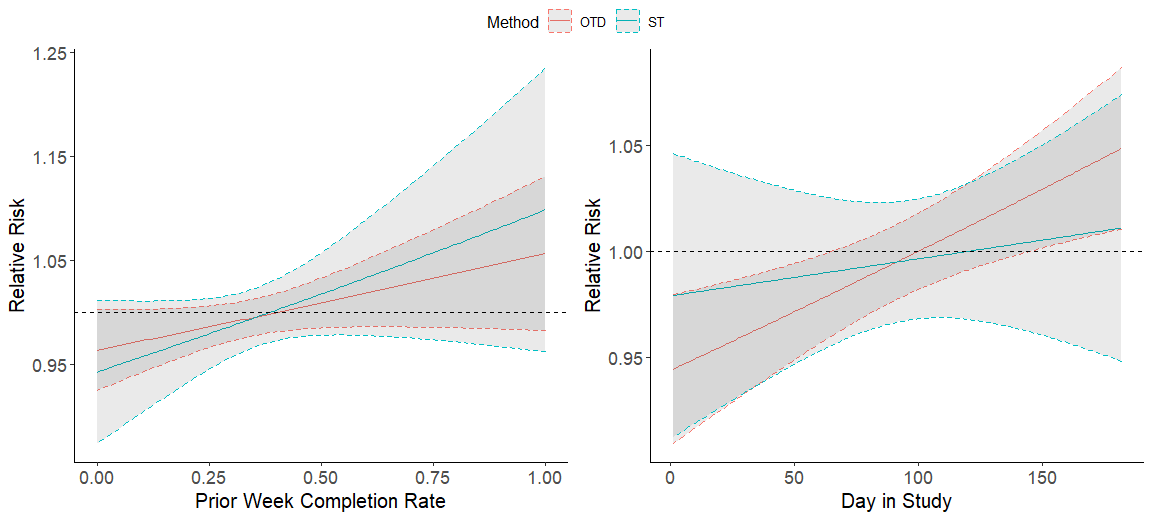 Method OTD ST
Relative Risk
1.25
1.15
1.05
1.00
0.95
0.00 0.25 0.50 0.75 1.00
Prior Week Completion Rate
Relative Risk
1.05
1.00
0.95
0 50 100 150
Day in Study